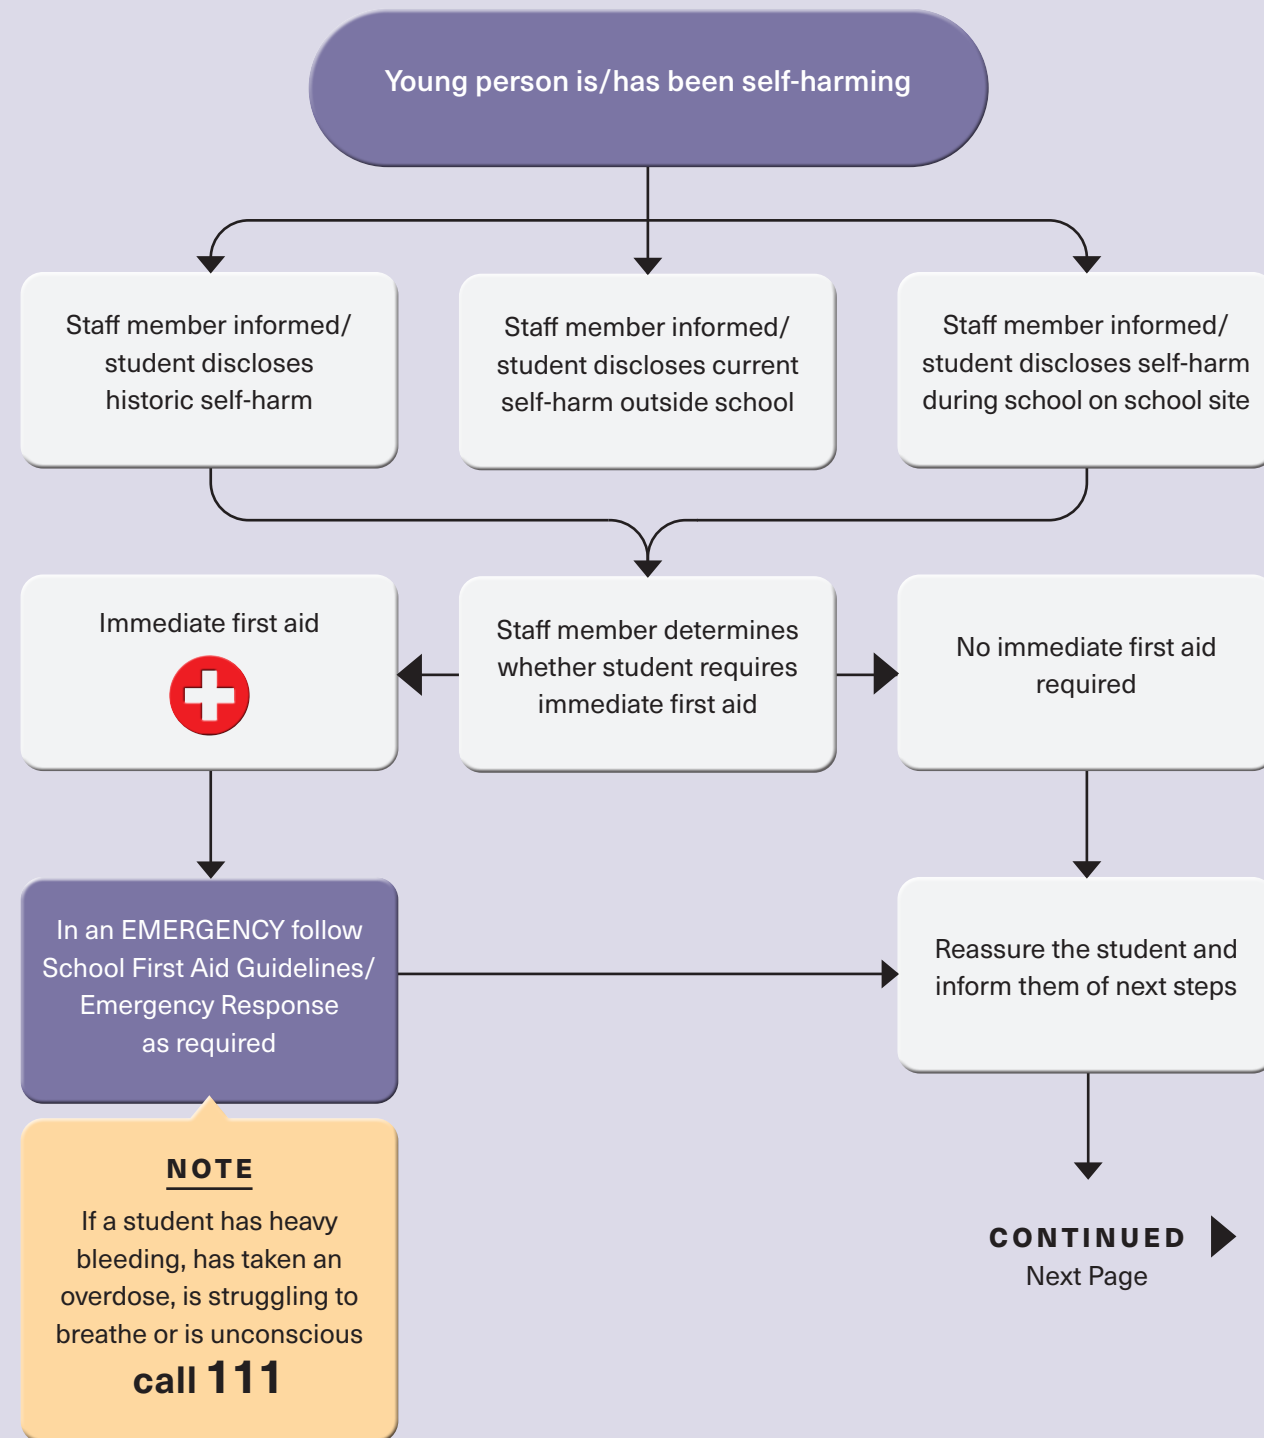 Young person is/has been self-harming
Staff member informed/
student discloses
historic self-harm
Staff member informed/
student discloses current
self-harm outside school
Staff member informed/
student discloses self-harm
during school on school site
Immediate first aid
Staff member determines
whether student requires
immediate first aid
No immediate first aid
required
In an EMERGENCY follow
School First Aid Guidelines/
Emergency Response
as required
Reassure the student and
inform them of next steps
NOTE
If a student has heavy
bleeding, has taken an
overdose, is struggling to
breathe or is unconscious
call 111
CONTINUED
Next Page